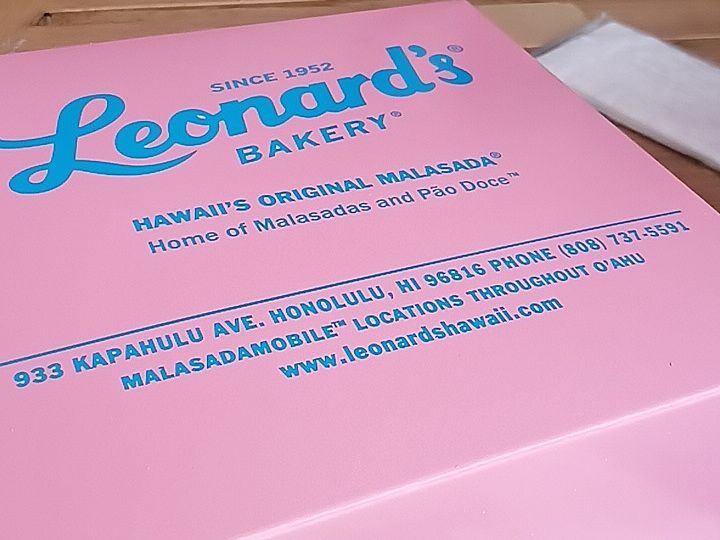 SINCE 1952
Leonard's®
BAKERY®
HAWAII'S ORIGINAL MALASADA®
Home of Malasadas and Pão Doce™
933 KAPAHULU AVE. HONOLULU, HI 96816 PHONE (808) 737-5591
MALASADAMOBILE™ LOCATIONS THROUGHOUT O'AHU
www.leonardshawaii.com